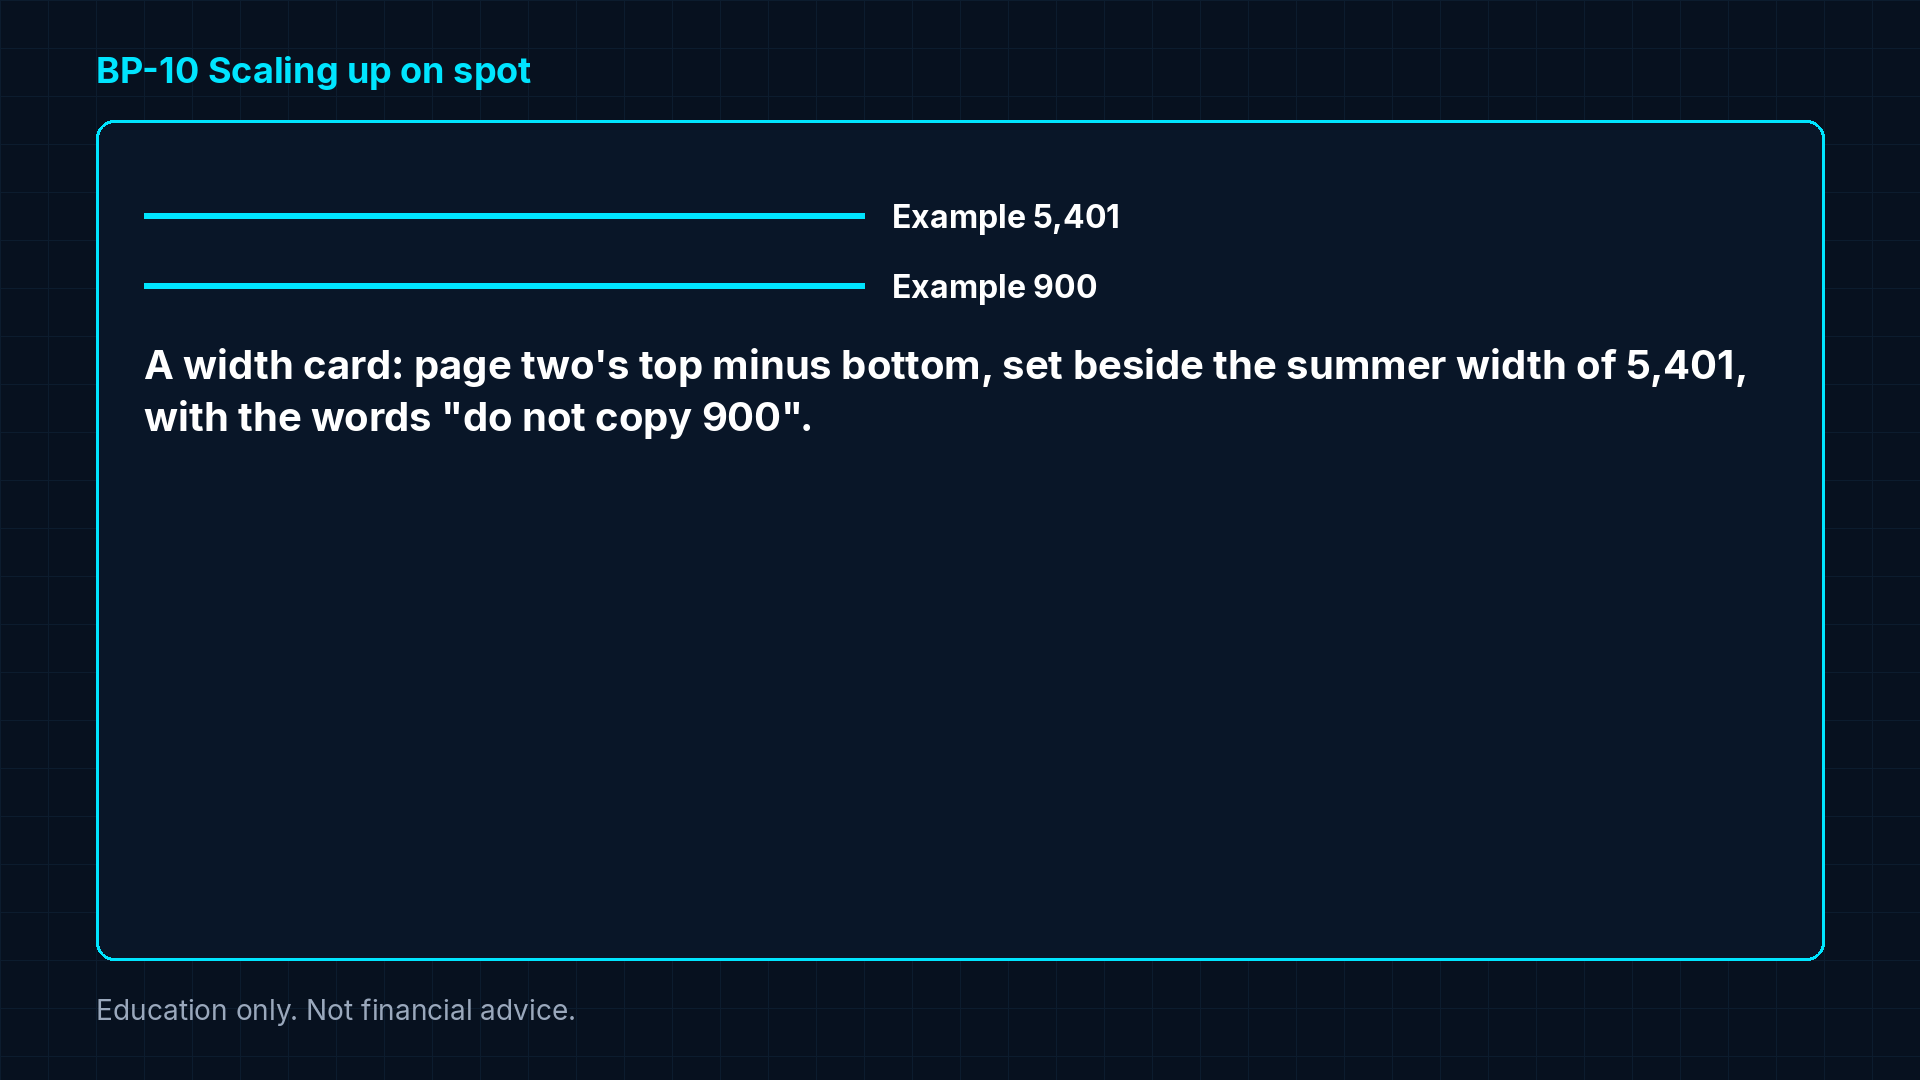 BP-10 Scaling up on spot
Example 5,401
Example 900
A width card: page two's top minus bottom, set beside the summer width of 5,401,
with the words "do not copy 900".
Education only. Not financial advice.